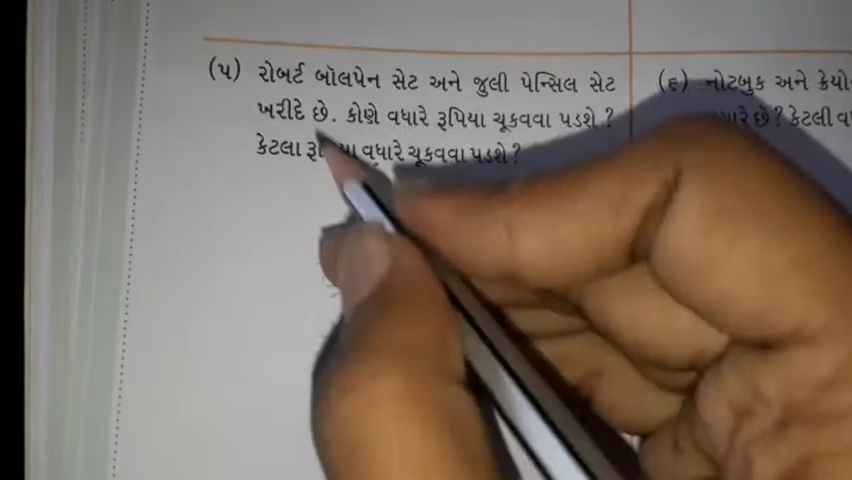 (૫) રોબર્ટ બૉલપેન સેટ અને જુલી પેન્સિલ સેટ
ખરીદે છે. કોણે વધારે રૂપિયા ચૂકવવા પડશે ?
કેટલા વધારે ચૂકવવા પડશે ?
(૬) નોટબુક અને
છે ? કેટલી